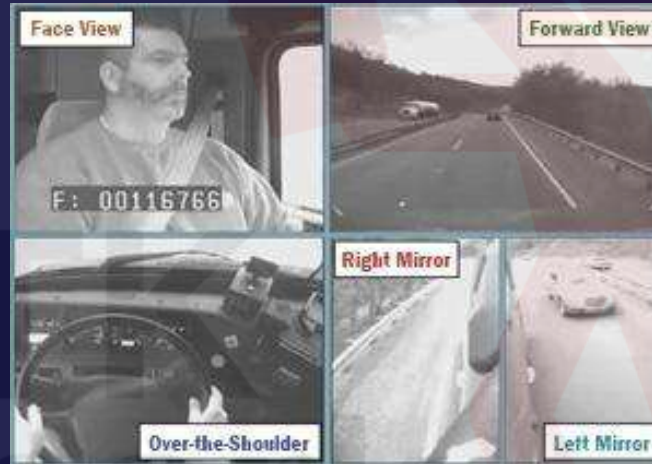 Face View
Forward View
F: 00116766
Right Mirror
Over-the-Shoulder
Left Mirror